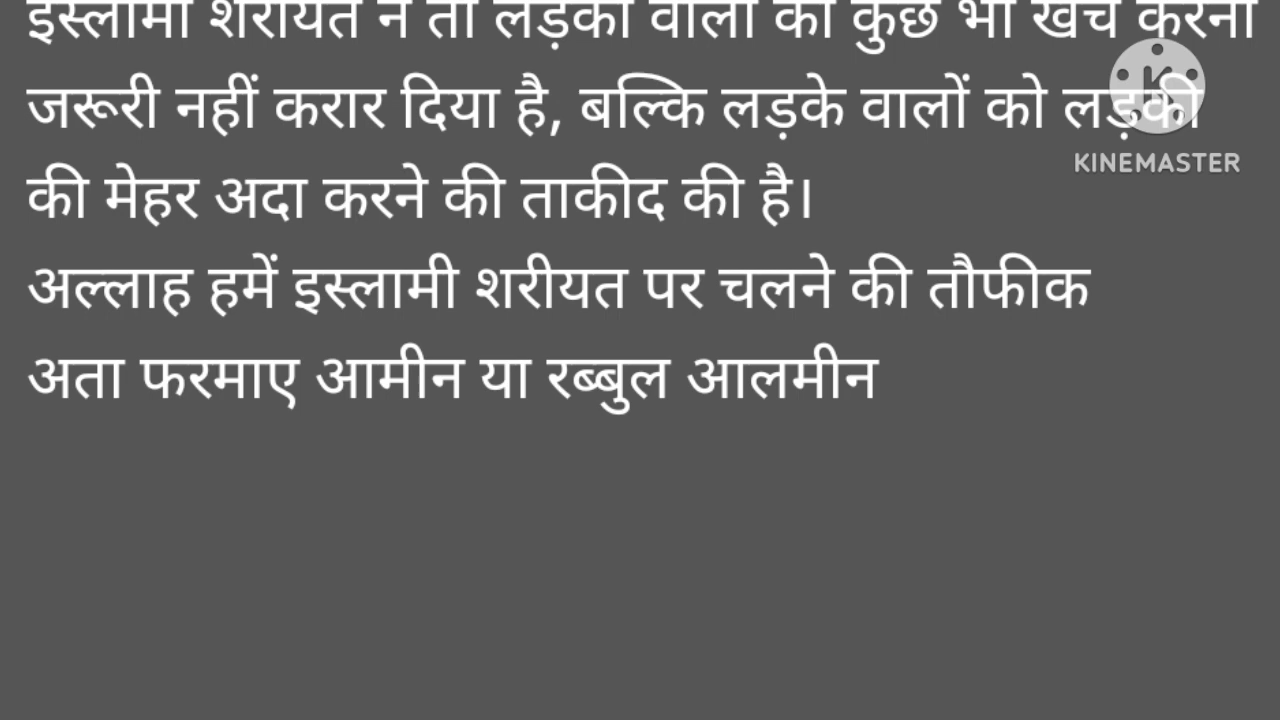 इस्लामी शरीयत ने तो लड़की वालों को कुछ भी खर्च करना
जरूरी नहीं करार दिया है, बल्कि लड़के वालों को लड़की
की मेहर अदा करने की ताकीद की है।
अल्लाह हमें इस्लामी शरीयत पर चलने की तौफीक
अता फरमाए आमीन या रब्बुल आलमीन
KINEMASTER